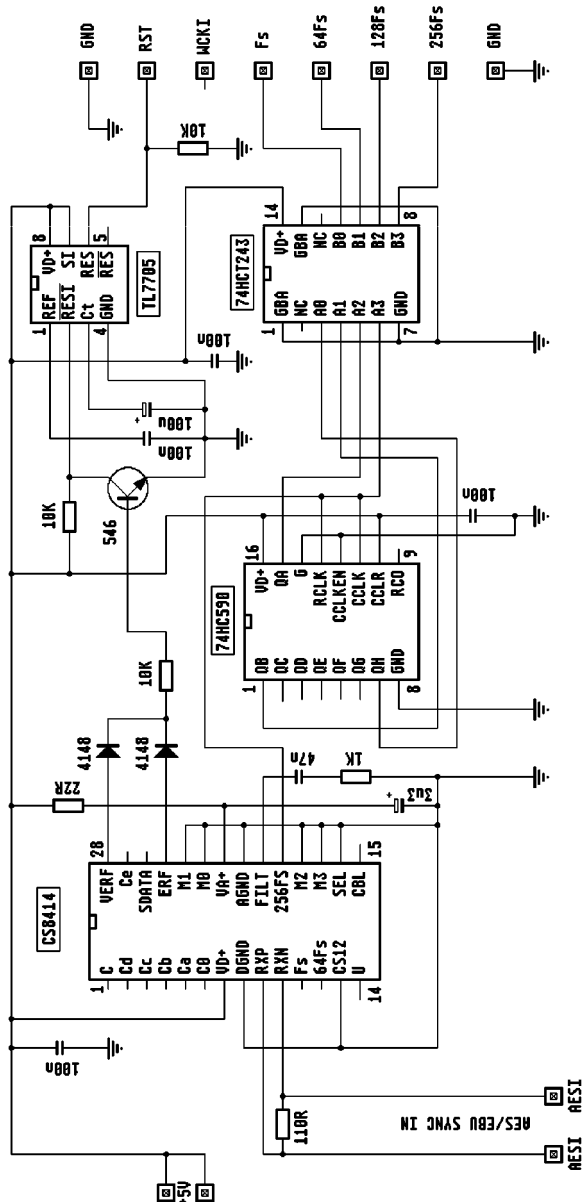 GND
RST
WCKI
Fs
64Fs
128Fs
256Fs
GND
10K
TL7705
1
REF
RESI
Ct
4
GND
8
VD+
SI
RES
RES
5
100n
100u
100n
10K
546
74HCT243
1
GBA
NC
A0
A1
A2
A3
7
GND
14
VD+
GBA
NC
B0
B1
B2
B3
8
74HC590
1
QB
QC
QD
QE
QF
QG
QH
8
GND
16
VD+
QA
G
RCLK
CCLKEN
CCLK
CCLR
RCO
9
100n
10K
4148
4148
22R
47n
1K
3u3
CS8414
1
C
Cd
Cc
Cb
Ca
C0
VD+
DGND
RXP
RXN
Fs
64Fs
CS12
U
14
28
VERF
Ce
SDATA
ERF
M1
M0
VA+
AGND
FILT
256FS
M2
M3
SEL
CBL
15
100n
+5V
110R
AES/EBU SYNC IN
AESI
AESI